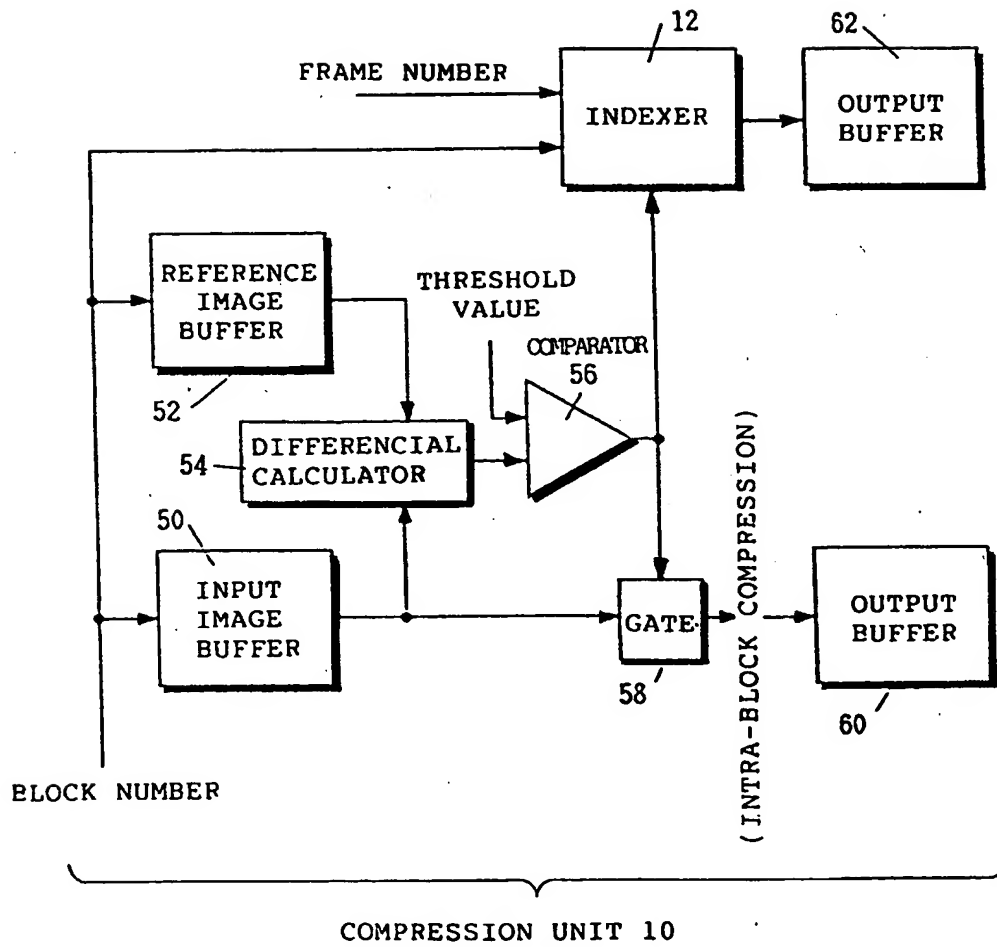 12
62
FRAME NUMBER
INDEXER
OUTPUT
BUFFER
REFERENCE
IMAGE
BUFFER
52
THRESHOLD
VALUE
COMPARATOR
56
54
DIFFERENCIAL
CALCULATOR
50
INPUT
IMAGE
BUFFER
GATE
58
(INTRA-BLOCK COMPRESSION)
OUTPUT
BUFFER
60
BLOCK NUMBER
COMPRESSION UNIT 10